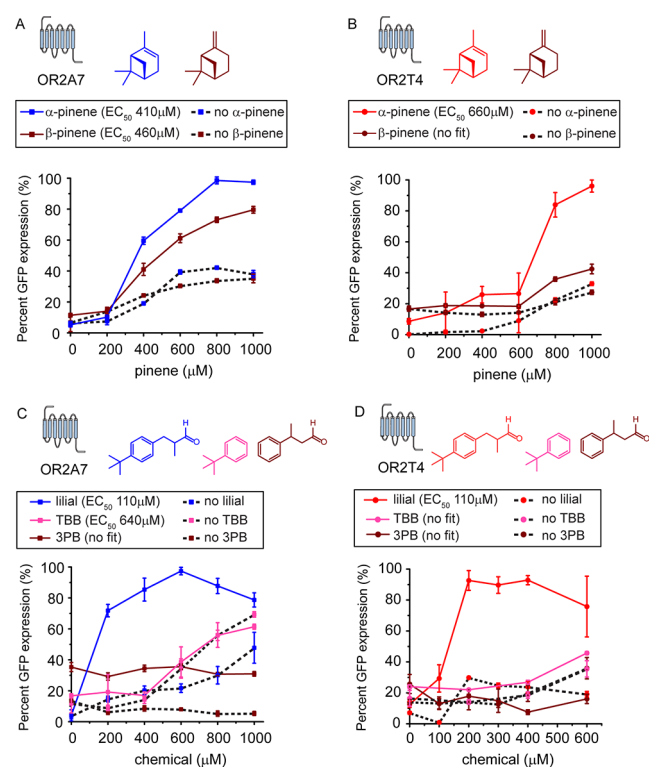 A
OR2A7
α-pinene (EC50 410μM)
no α-pinene
β-pinene (EC50 460μM)
no β-pinene
Percent GFP expression (%)
100
80
60
40
20
0
0 200 400 600 800 1000
pinene (μM)
B
OR2T4
α-pinene (EC50 660μM)
no α-pinene
β-pinene (no fit)
no β-pinene
Percent GFP expression (%)
100
80
60
40
20
0
0 200 400 600 800 1000
pinene (μM)
C
OR2A7
H
O
H
O
lilial (EC50 110μM)
no lilial
TBB (EC50 640μM)
no TBB
3PB (no fit)
no 3PB
Percent GFP expression (%)
100
80
60
40
20
0
0 200 400 600 800 1000
chemical (μM)
D
OR2T4
H
O
H
O
lilial (EC50 110μM)
no lilial
TBB (no fit)
no TBB
3PB (no fit)
no 3PB
Percent GFP expression (%)
100
80
60
40
20
0
0 100 200 300 400 500 600
chemical (μM)